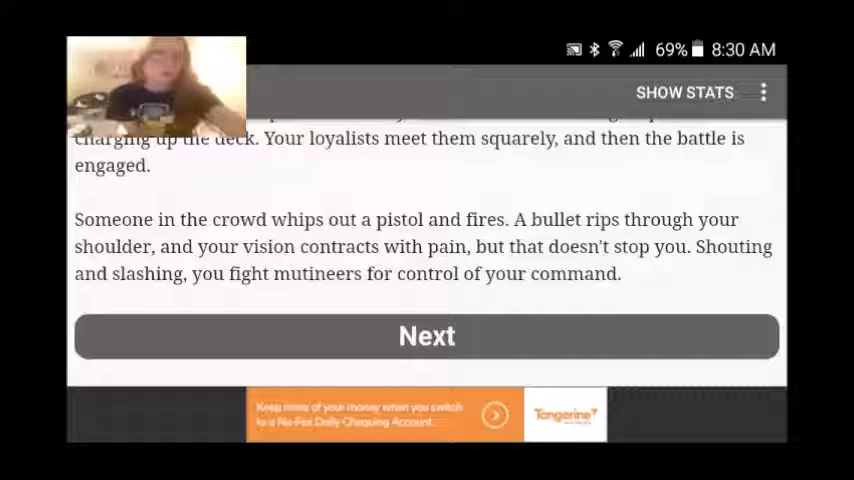 69% 8:30 AM
SHOW STATS
charging up the deck. Your loyalists meet them squarely, and then the battle is
engaged.
Someone in the crowd whips out a pistol and fires. A bullet rips through your
shoulder, and your vision contracts with pain, but that doesn't stop you. Shouting
and slashing, you fight mutineers for control of your command.
Next
Keep more of your money when you switch
to a No-Fee Daily Chequing Account.
Tangerine